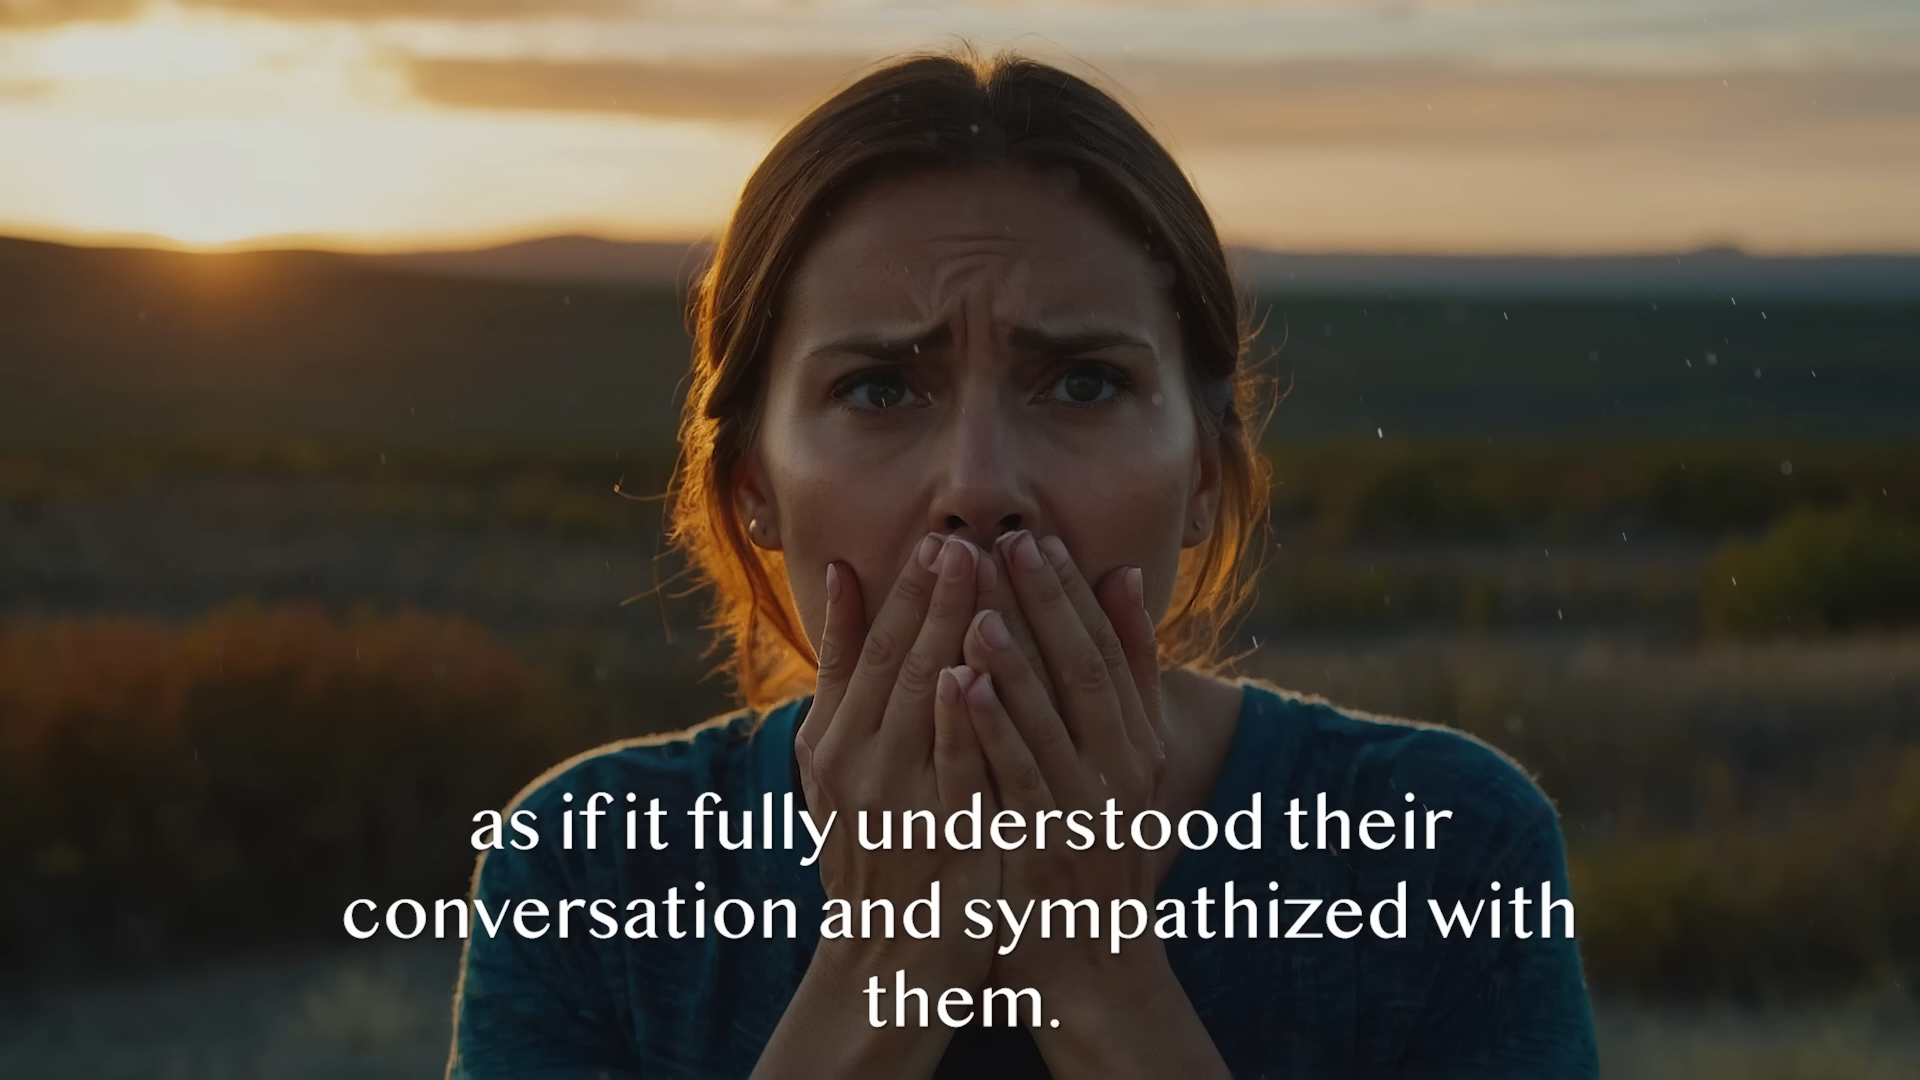 as if it fully understood their
conversation and sympathized with
them.